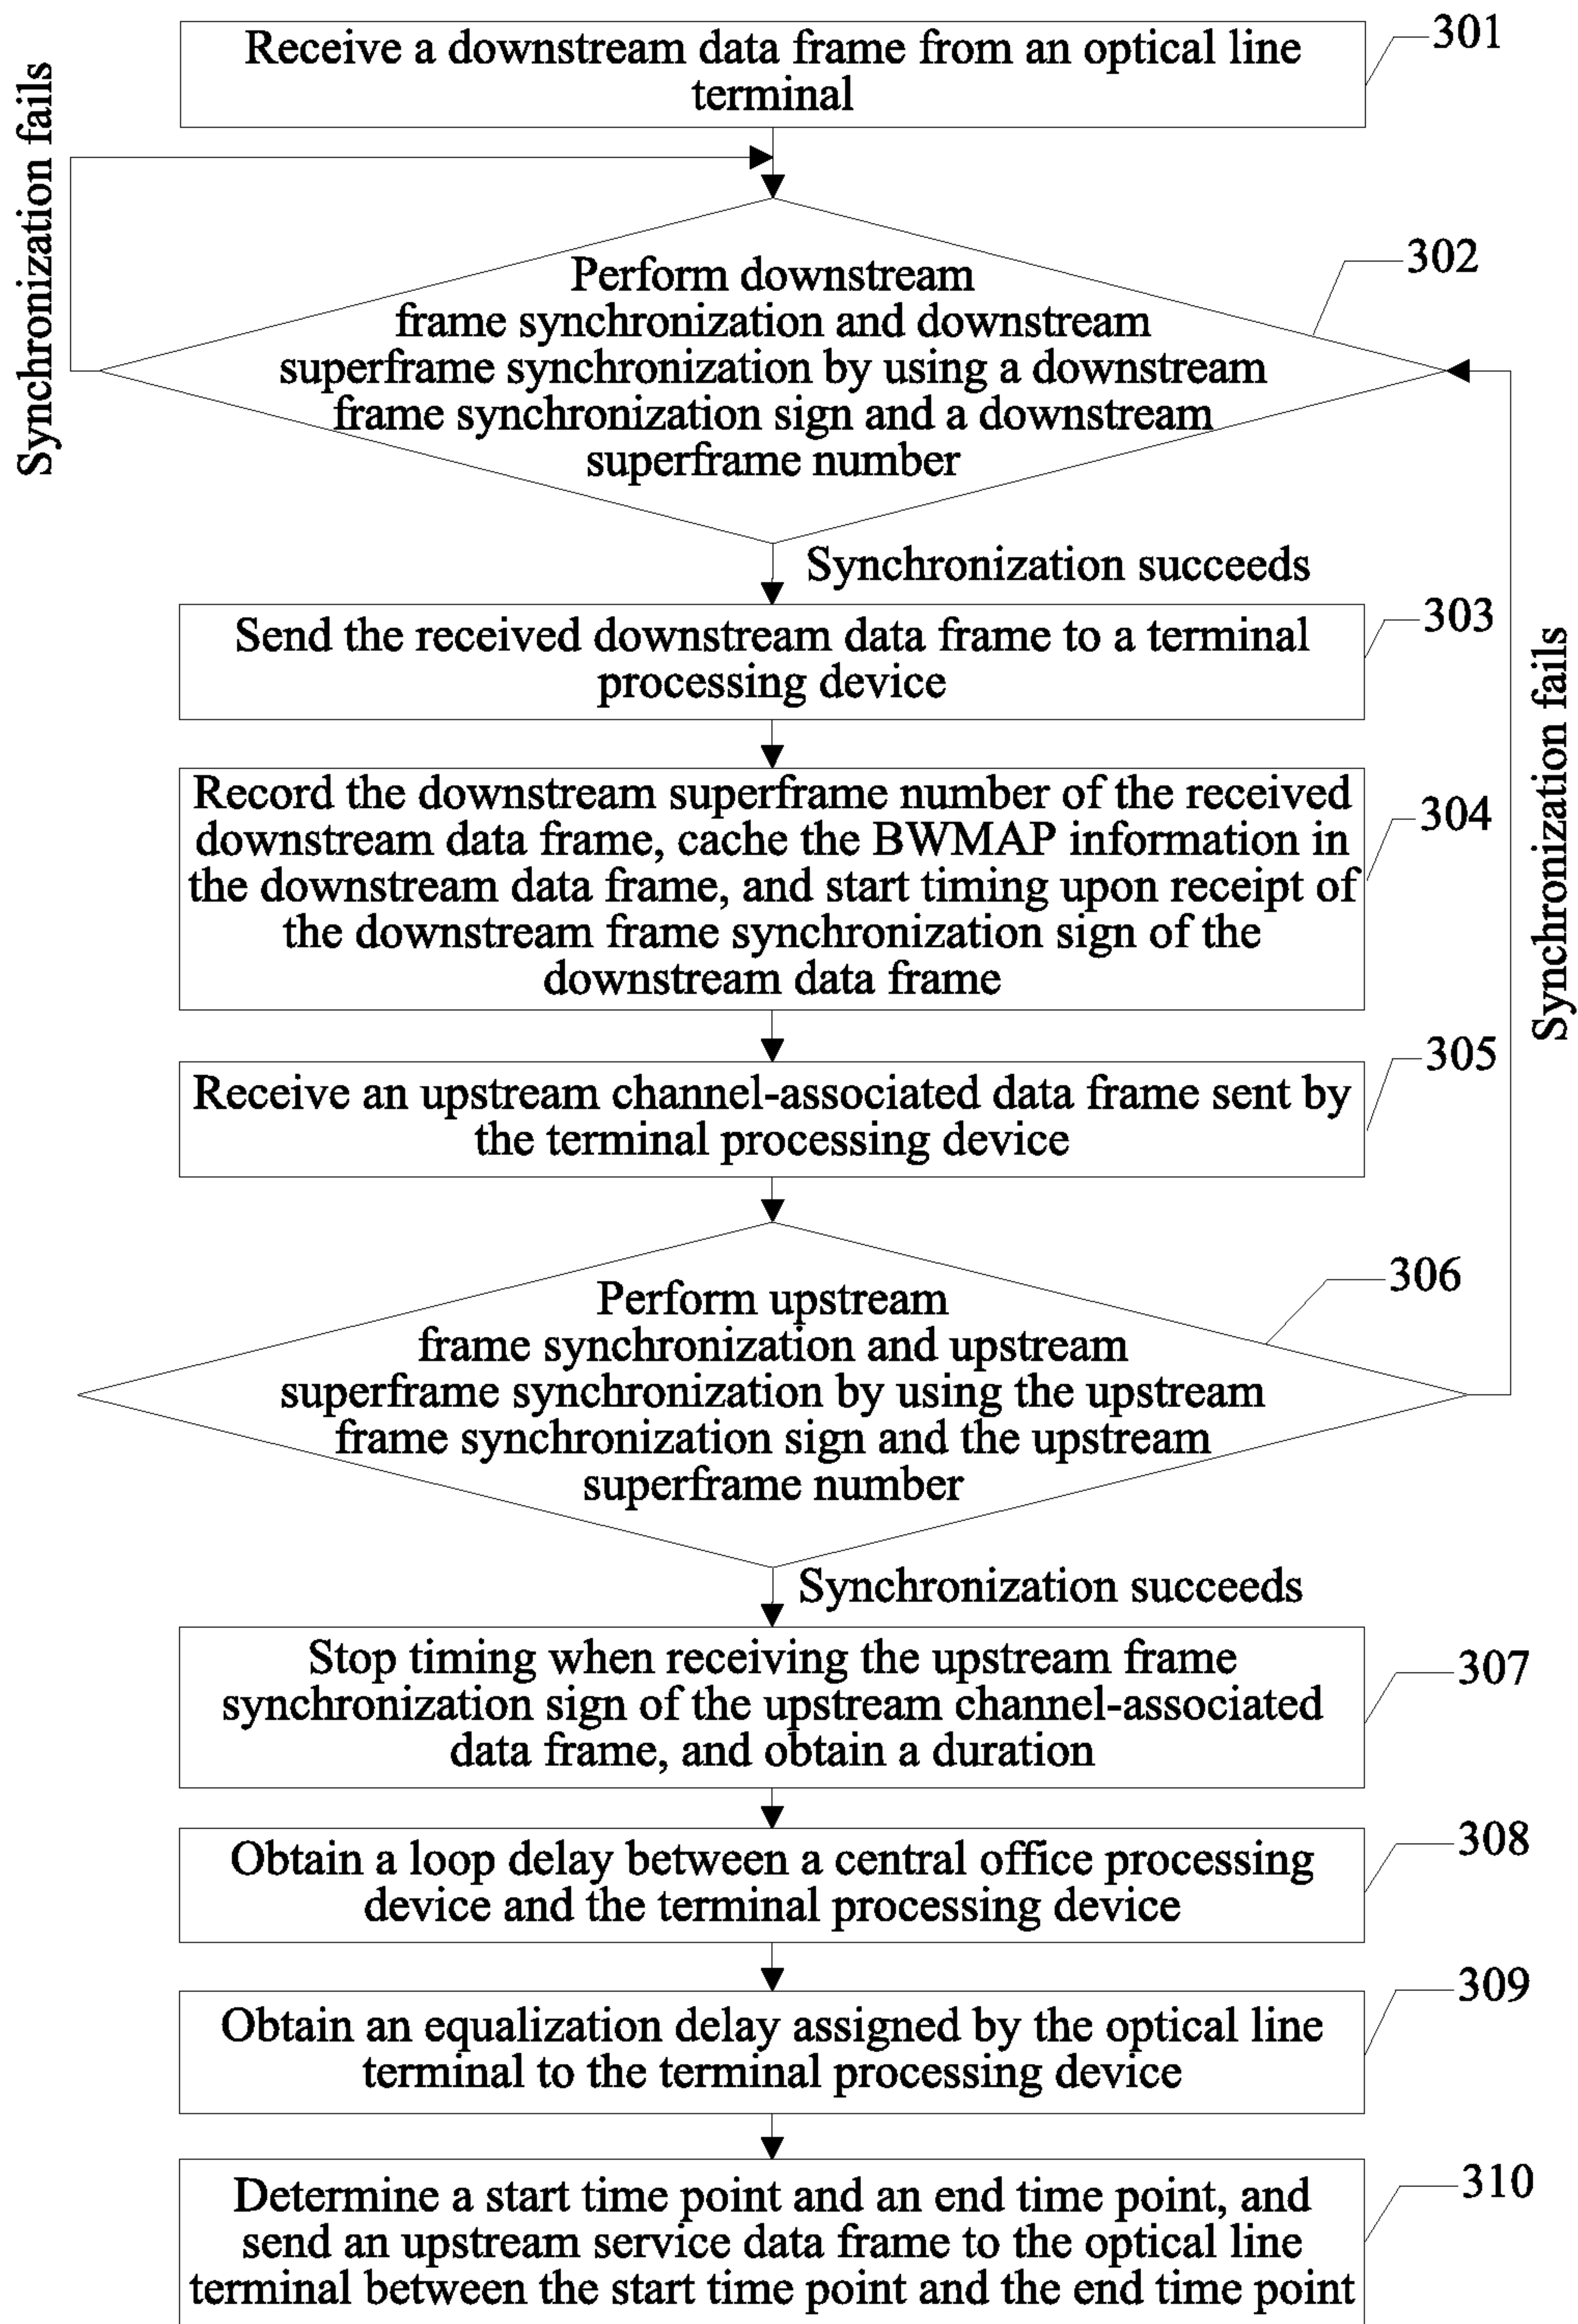 Receive a downstream data frame from an optical line
terminal
301
Synchronization fails
Perform downstream
frame synchronization and downstream
superframe synchronization by using a downstream
frame synchronization sign and a downstream
superframe number
302
Synchronization succeeds
Send the received downstream data frame to a terminal
processing device
303
Record the downstream superframe number of the received
downstream data frame, cache the BWMAP information in
the downstream data frame, and start timing upon receipt of
the downstream frame synchronization sign of the
downstream data frame
304
Synchronization fails
Receive an upstream channel-associated data frame sent by
the terminal processing device
305
Perform upstream
frame synchronization and upstream
superframe synchronization by using the upstream
frame synchronization sign and the upstream
superframe number
306
Synchronization succeeds
Stop timing when receiving the upstream frame
synchronization sign of the upstream channel-associated
data frame, and obtain a duration
307
Obtain a loop delay between a central office processing
device and the terminal processing device
308
Obtain an equalization delay assigned by the optical line
terminal to the terminal processing device
309
Determine a start time point and an end time point, and
send an upstream service data frame to the optical line
terminal between the start time point and the end time point
310